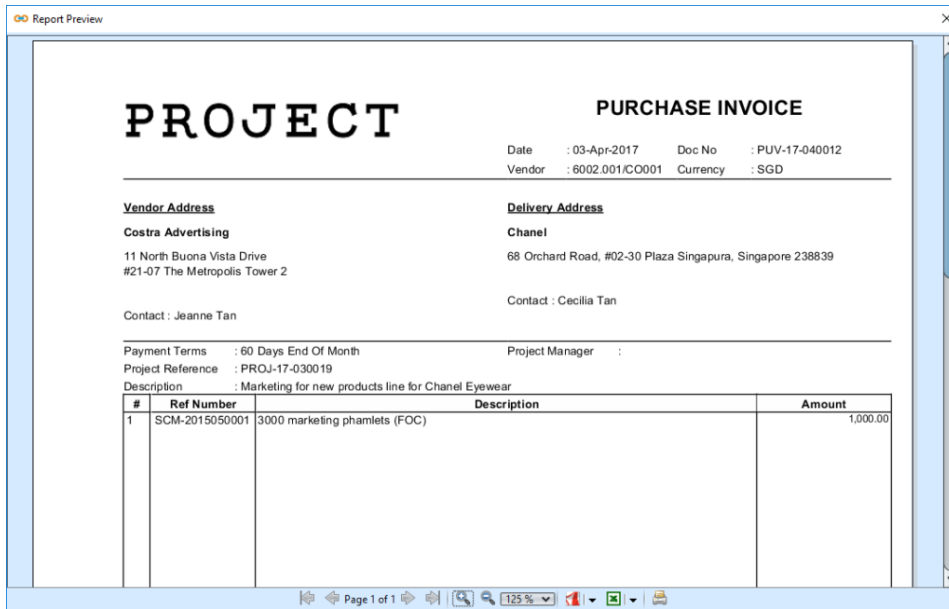 Report Preview
PROJECT
PURCHASE INVOICE
Date : 03-Apr-2017 Doc No : PUV-17-040012
Vendor : 6002.001/CO001 Currency : SGD
Vendor Address Delivery Address
Costra Advertising Chanel
11 North Buona Vista Drive 68 Orchard Road, #02-30 Plaza Singapura, Singapore 238839
#21-07 The Metropolis Tower 2
Contact : Cecilia Tan
Contact : Jeanne Tan
Payment Terms : 60 Days End Of Month Project Manager :
Project Reference : PROJ-17-030019
Description : Marketing for new products line for Chanel Eyewear
# Ref Number Description Amount
1 SCM-2015050001 3000 marketing phamlets (FOC) 1,000.00
Page 1 of 1 125 %